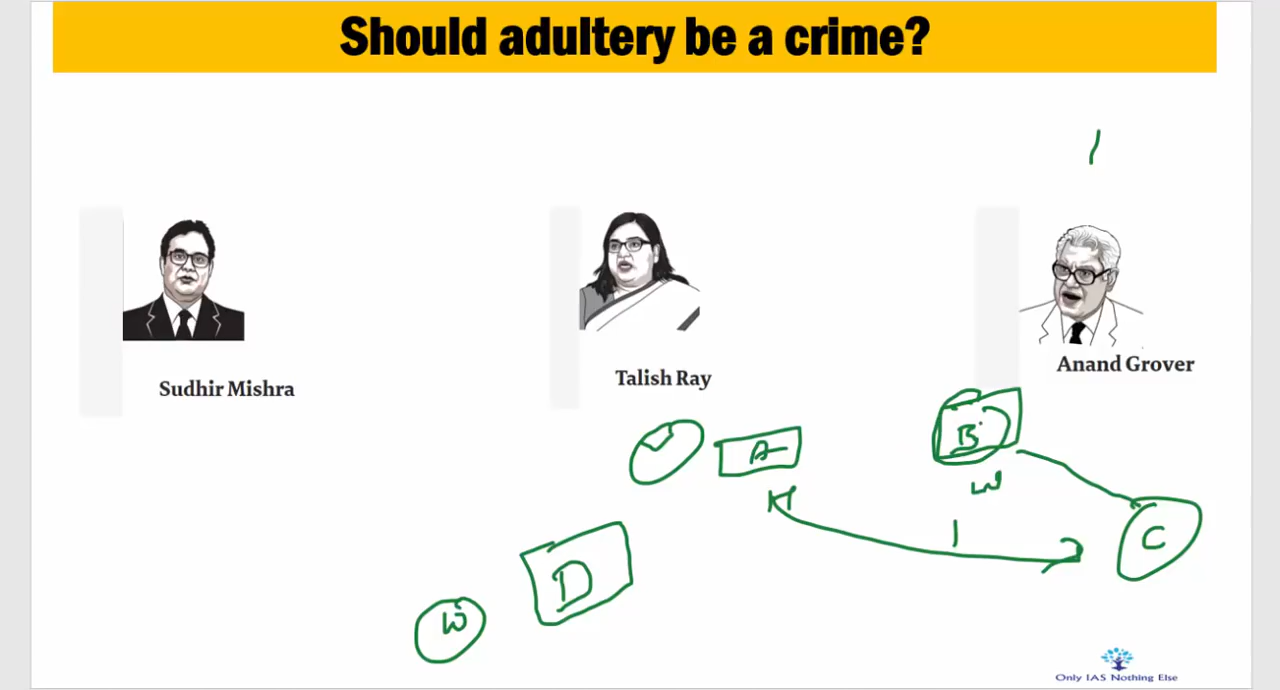 Should adultery be a crime?
Sudhir Mishra
Talish Ray
Anand Grover
A
B
H
W
C
D
W
Only IAS Nothing Else